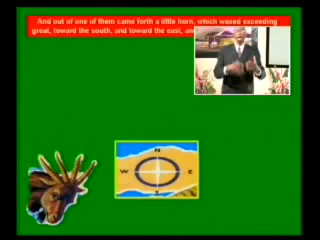 And out of one of them came forth a little horn, which waxed exceeding
great, toward the south, and toward the east, an
N
W E
S